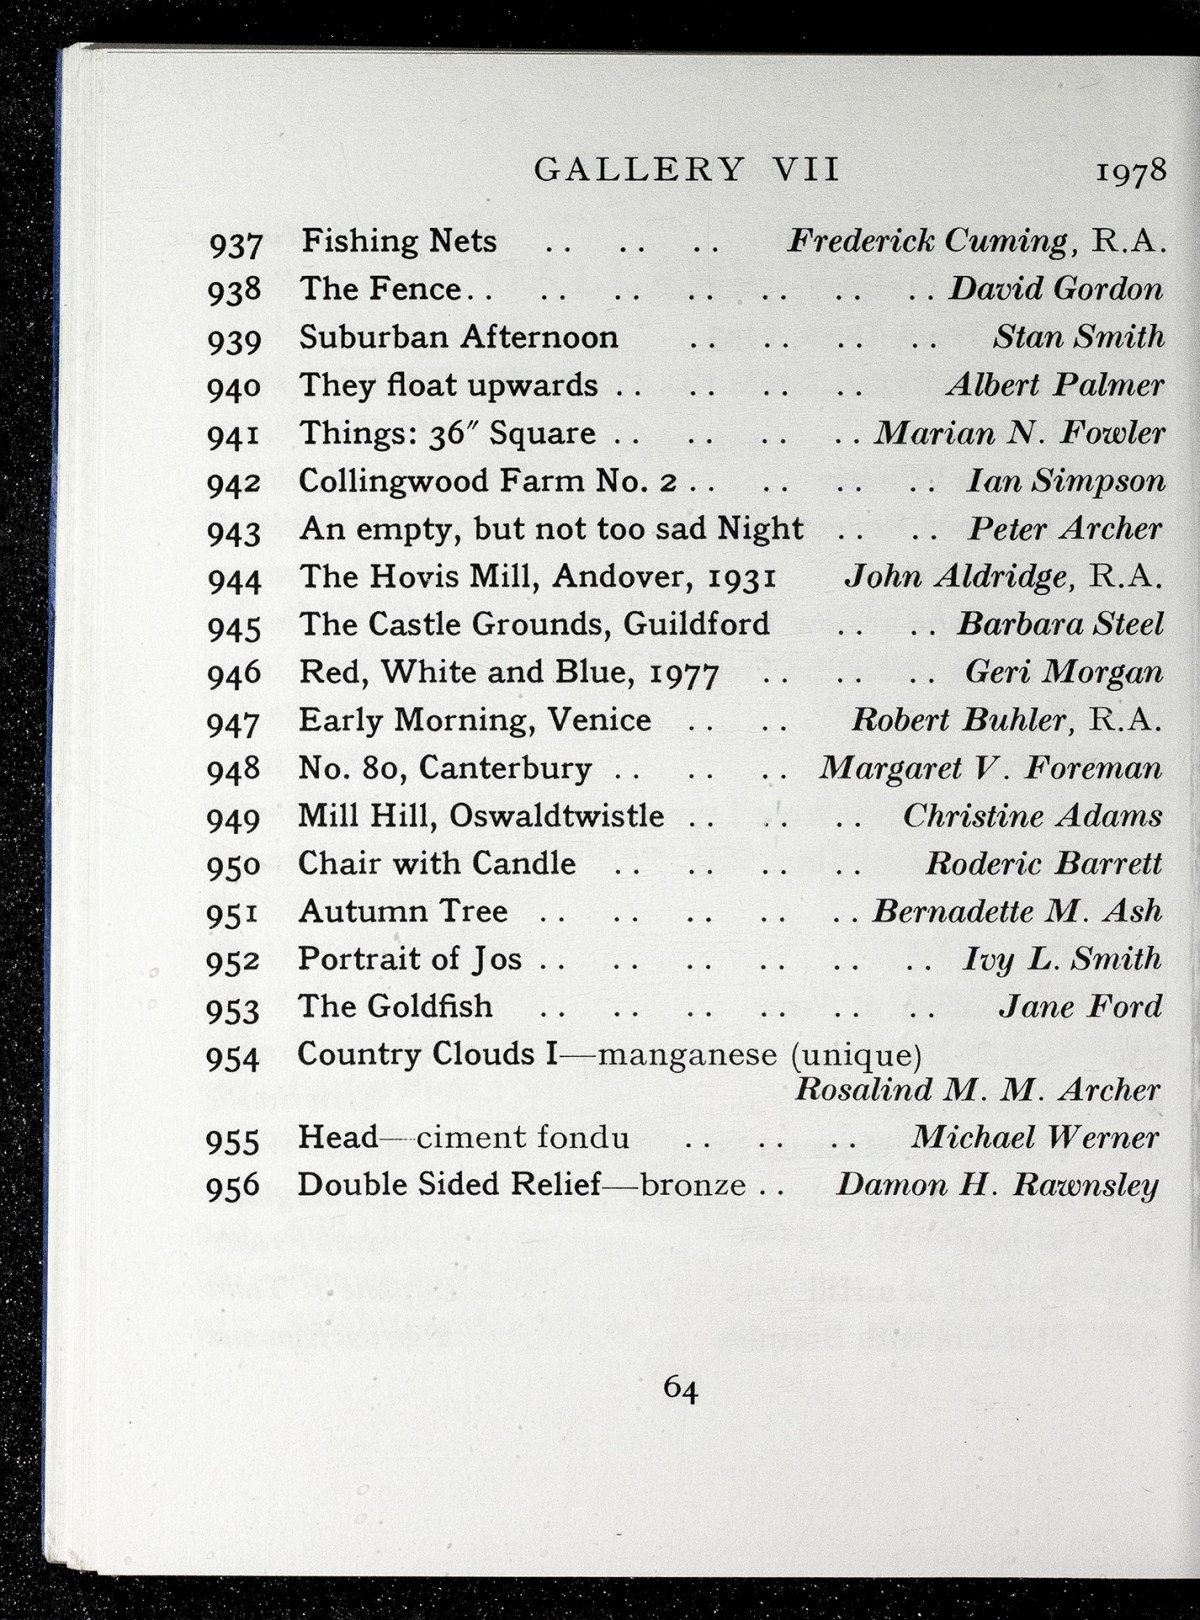 GALLERY VII 1978
937 Fishing Nets .. .. .. Frederick Cuming, R.A.
938 The Fence .. .. .. .. .. .. .. David Gordon
939 Suburban Afternoon .. .. .. .. Stan Smith
940 They float upwards .. .. .. .. Albert Palmer
941 Things: 36″ Square .. .. .. .. Marian N. Fowler
942 Collingwood Farm No. 2 .. .. .. .. Ian Simpson
943 An empty, but not too sad Night .. .. Peter Archer
944 The Hovis Mill, Andover, 1931 John Aldridge, R.A.
945 The Castle Grounds, Guildford .. .. Barbara Steel
946 Red, White and Blue, 1977 .. .. .. Geri Morgan
947 Early Morning, Venice .. .. Robert Buhler, R.A.
948 No. 80, Canterbury .. .. .. Margaret V. Foreman
949 Mill Hill, Oswaldtwistle .. .. .. Christine Adams
950 Chair with Candle .. .. .. .. Roderic Barrett
951 Autumn Tree .. .. .. .. .. Bernadette M. Ash
952 Portrait of Jos .. .. .. .. .. .. Ivy L. Smith
953 The Goldfish .. .. .. .. .. .. Jane Ford
954 Country Clouds I—manganese (unique)
Rosalind M. M. Archer
955 Head—ciment fondu .. .. .. Michael Werner
956 Double Sided Relief—bronze .. Damon H. Rawnsley
64